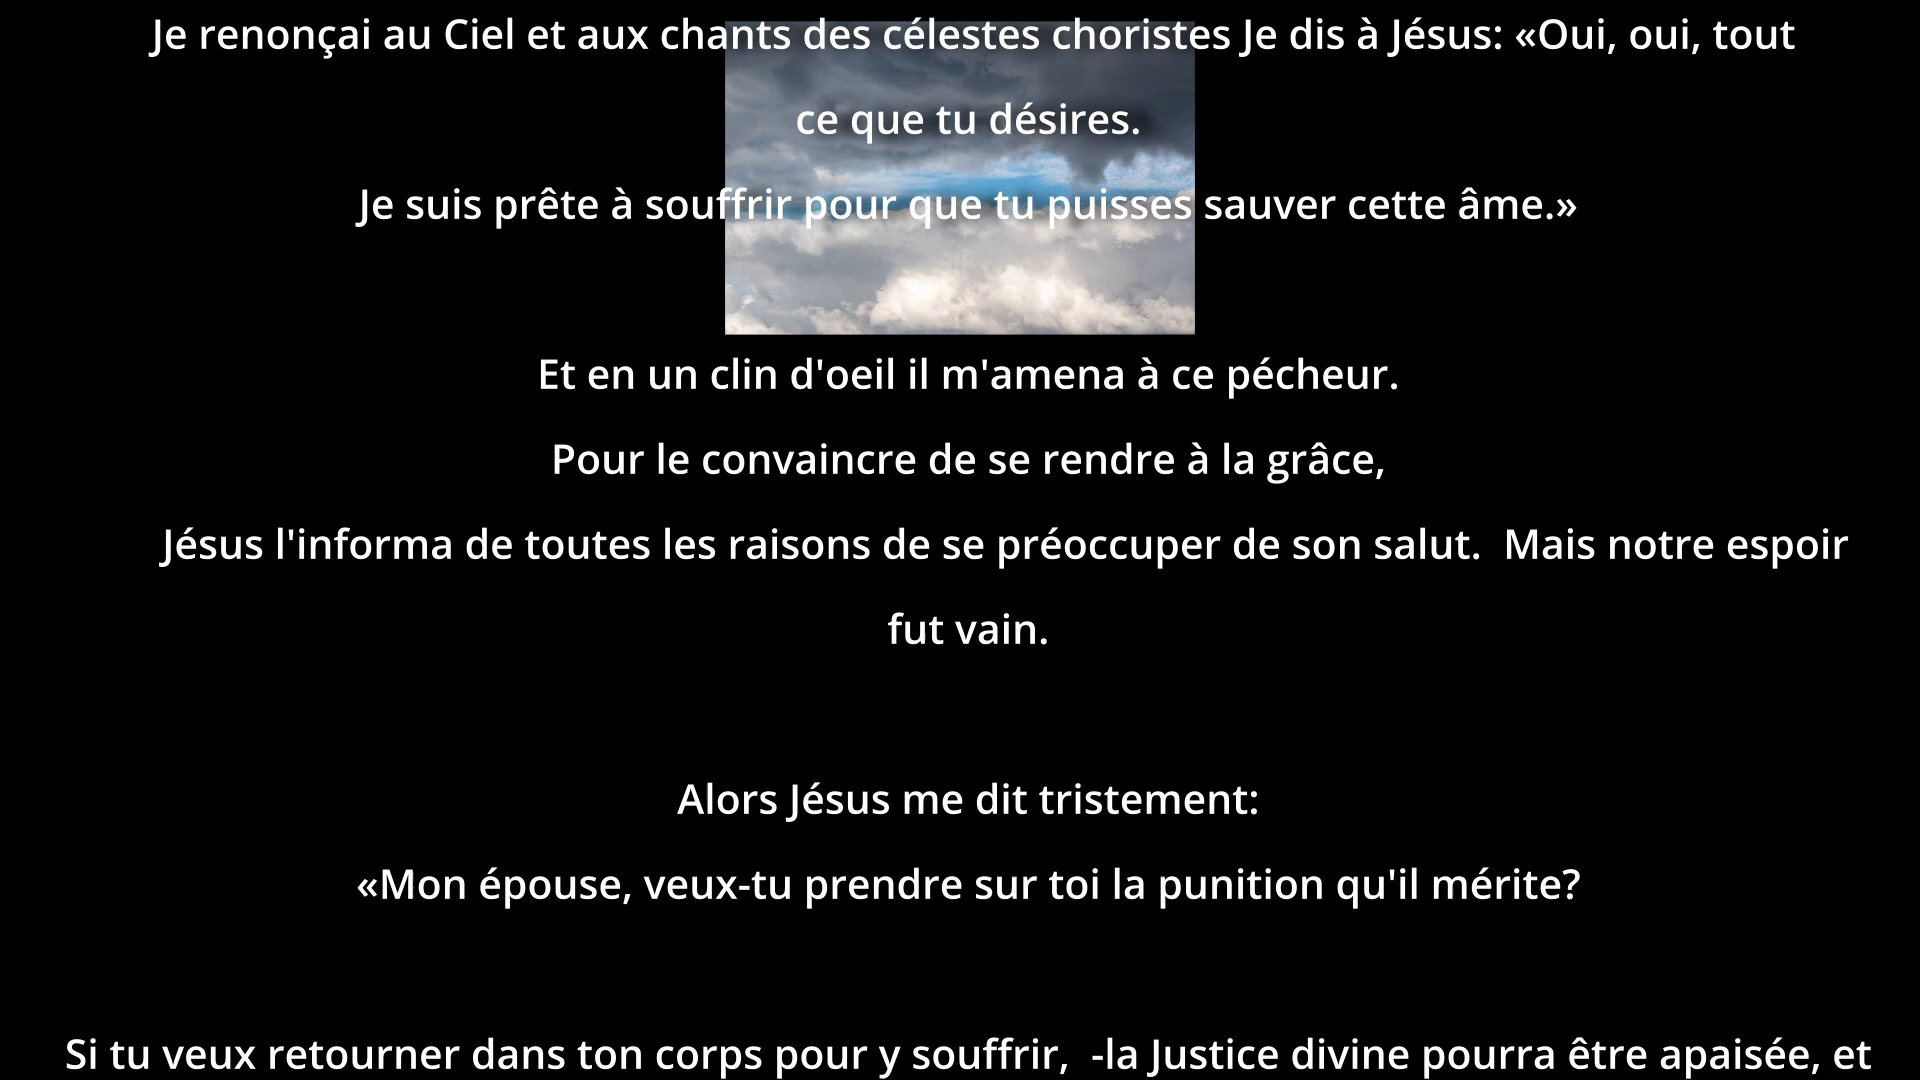 Je renonçai au Ciel et aux chants des célestes choristes Je dis à Jésus: «Oui, oui, tout
ce que tu désires.
Je suis prête à souffrir pour que tu puisses sauver cette âme.»
Et en un clin d'oeil il m'amena à ce pécheur.
Pour le convaincre de se rendre à la grâce,
Jésus l'informa de toutes les raisons de se préoccuper de son salut.  Mais notre espoir
fut vain.
Alors Jésus me dit tristement:
«Mon épouse, veux-tu prendre sur toi la punition qu'il mérite?
Si tu veux retourner dans ton corps pour y souffrir,  -la Justice divine pourra être apaisée, et